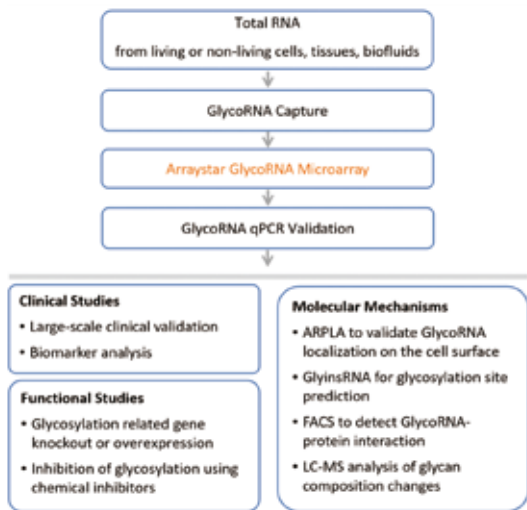 Total RNA
from living or non-living cells, tissues, biofluids
GlycoRNA Capture
Arraystar GlycoRNA Microarray
GlycoRNA qPCR Validation
Clinical Studies
• Large-scale clinical validation
• Biomarker analysis
Functional Studies
• Glycosylation related gene
knockout or overexpression
• Inhibition of glycosylation using
chemical inhibitors
Molecular Mechanisms
• ARPLA to validate GlycoRNA
localization on the cell surface
• GlyinsRNA for glycosylation site
prediction
• FACS to detect GlycoRNA-
protein interaction
• LC-MS analysis of glycan
composition changes